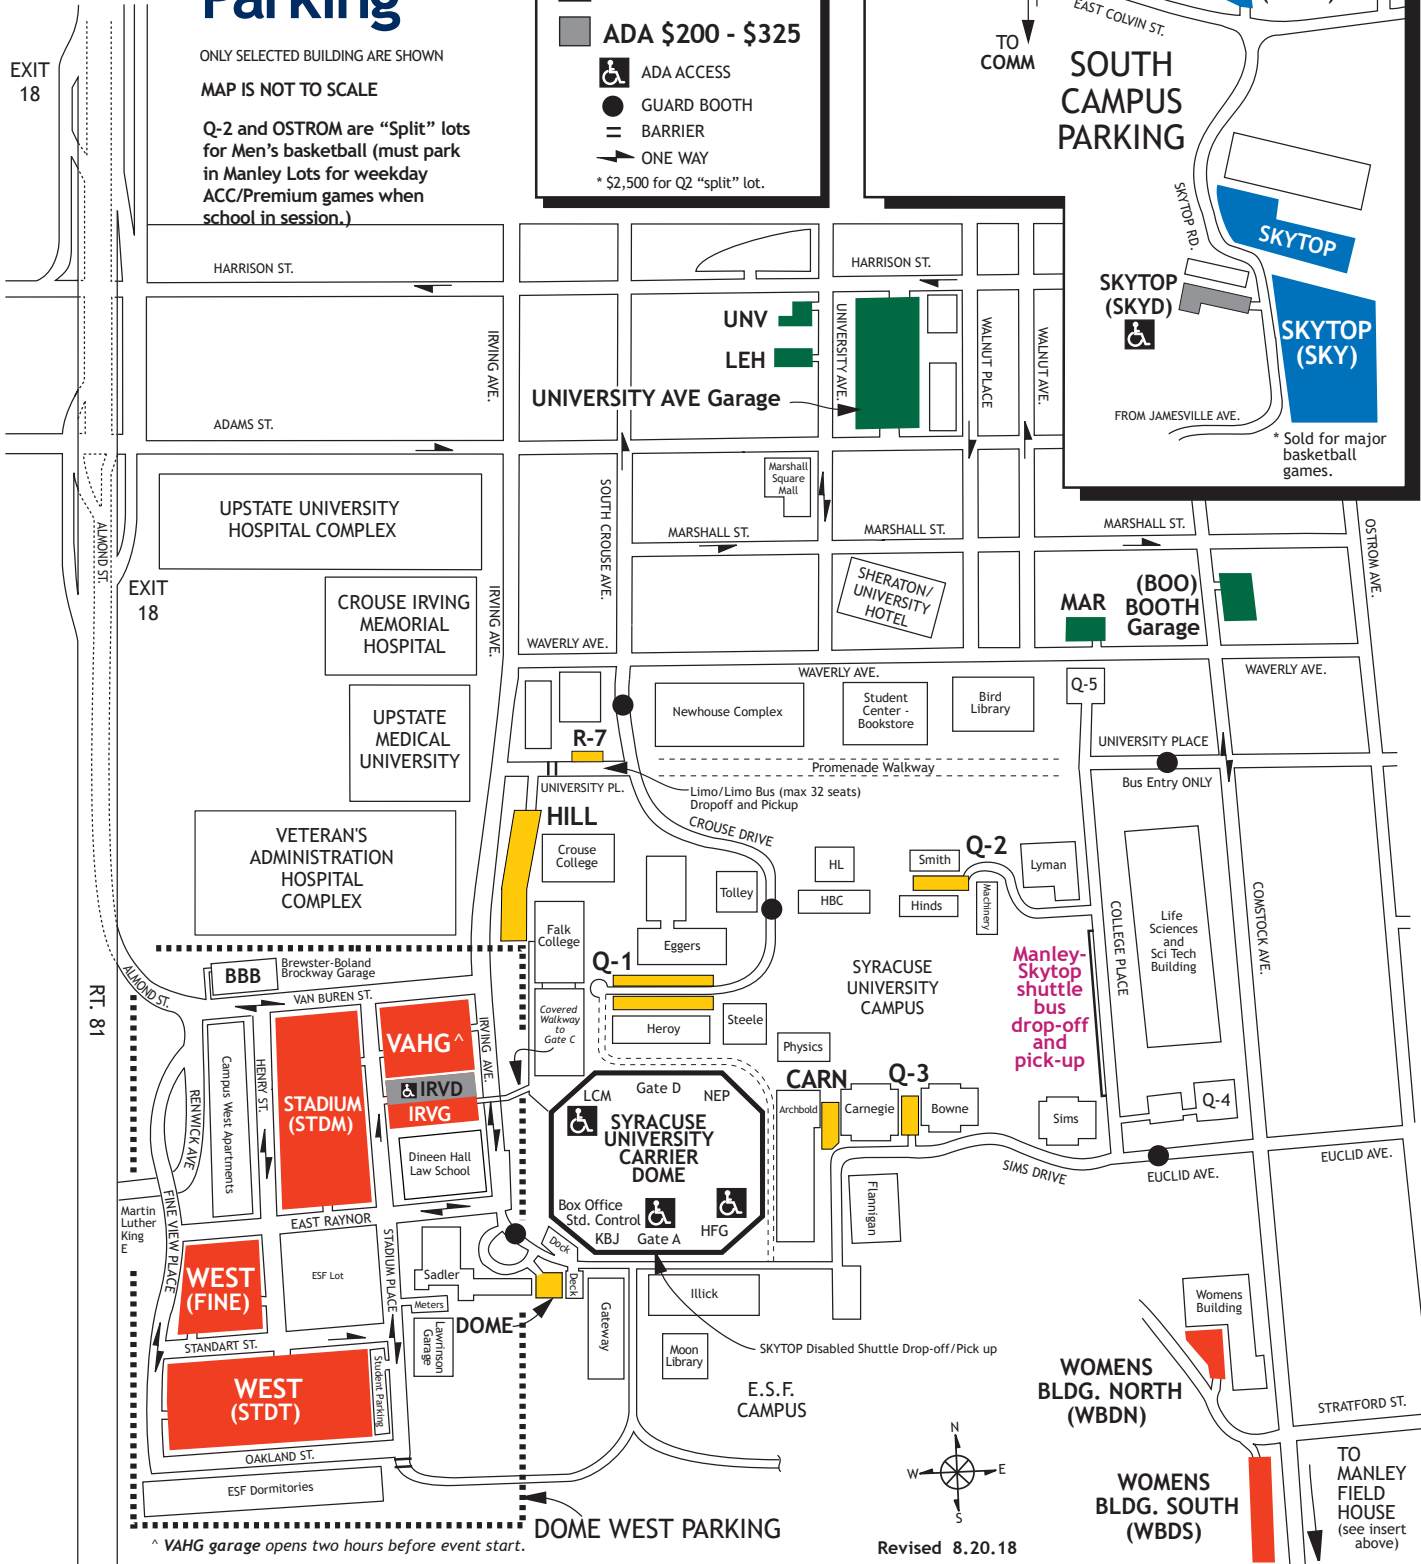 Parking
ONLY SELECTED BUILDING ARE SHOWN
MAP IS NOT TO SCALE
Q-2 and OSTROM are “Split” lots
for Men’s basketball (must park
in Manley Lots for weekday
ACC/Premium games when
school in session.)
EXIT
18
ADA $200 - $325
ADA ACCESS
GUARD BOOTH
BARRIER
ONE WAY
* $2,500 for Q2 “split” lot.
EAST COLVIN ST.
TO
COMM
SOUTH
CAMPUS
PARKING
SKYTOP RD.
SKYTOP
SKYTOP
(SKYD)
SKYTOP
(SKY)
FROM JAMESVILLE AVE.
* Sold for major
basketball
games.
HARRISON ST.
HARRISON ST.
UNV
LEH
UNIVERSITY AVE.
WALNUT PLACE
WALNUT AVE.
IRVING AVE.
UNIVERSITY AVE Garage
ADAMS ST.
Marshall
Square
Mall
UPSTATE UNIVERSITY
HOSPITAL COMPLEX
SOUTH CROUSE AVE.
MARSHALL ST.
MARSHALL ST.
MARSHALL ST.
OSTROM AVE.
ALMOND ST.
EXIT
18
CROUSE IRVING
MEMORIAL
HOSPITAL
IRVING AVE.
SHERATON/
UNIVERSITY
HOTEL
MAR
(BOO)
BOOTH
Garage
WAVERLY AVE.
WAVERLY AVE.
WAVERLY AVE.
Q-5
UPSTATE
MEDICAL
UNIVERSITY
Newhouse Complex
Student
Center -
Bookstore
Bird
Library
R-7
UNIVERSITY PLACE
Promenade Walkway
Bus Entry ONLY
UNIVERSITY PL.
Limo/Limo Bus (max 32 seats)
Dropoff and Pickup
HILL
CROUSE DRIVE
VETERAN'S
ADMINISTRATION
HOSPITAL
COMPLEX
Crouse
College
Tolley
HL
HBC
Smith
Q-2
Hinds
Machinery
Lyman
COLLEGE PLACE
Life
Sciences
and
Sci Tech
Building
COMSTOCK AVE.
Falk
College
Eggers
Q-1
Manley-
Skytop
shuttle
bus
drop-off
and
pick-up
SYRACUSE
UNIVERSITY
CAMPUS
ALMOND ST.
BBB
Brewster-Boland
Brockway Garage
VAN BUREN ST.
RT. 81
Covered
Walkway
to
Gate C
Heroy
Steele
Physics
VAHG ^
IRVING AVE.
IRVD
IRVG
HENRY ST.
Campus West Apartments
RENWICK AVE
STADIUM
(STDM)
Dineen Hall
Law School
LCM
Gate D
NEP
SYRACUSE
UNIVERSITY
CARRIER
DOME
Box Office
Std. Control
KBJ
Gate A
HFG
CARN
Q-3
Archbold
Carnegie
Bowne
Sims
Q-4
SIMS DRIVE
EUCLID AVE.
EUCLID AVE.
Flannigan
Martin
Luther
King
E
FINE VIEW PLACE
EAST RAYNOR
STADIUM PLACE
WEST
(FINE)
ESF Lot
Sadler
Meters
Dock
Deck
DOME
Lawrinson
Garage
Gateway
Illick
Moon
Library
SKYTOP Disabled Shuttle Drop-off/Pick up
STANDART ST.
WEST
(STDT)
Student Parking
OAKLAND ST.
ESF Dormitories
E.S.F.
CAMPUS
Womens
Building
WOMENS
BLDG. NORTH
(WBDN)
STRATFORD ST.
WOMENS
BLDG. SOUTH
(WBDS)
TO
MANLEY
FIELD
HOUSE
(see insert
above)
N
W
E
S
DOME WEST PARKING
^ VAHG garage opens two hours before event start.
Revised 8.20.18